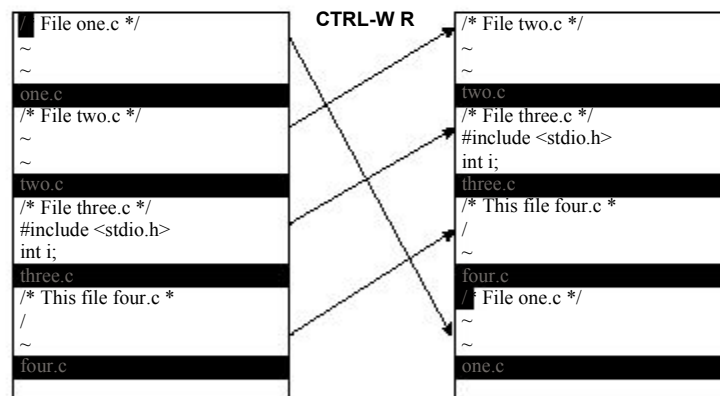 CTRL-W R
/* File one.c */
~
~
one.c
/* File two.c */
~
~
two.c
/* File three.c */
#include <stdio.h>
int i;
three.c
/* This file four.c *
/
~
four.c
/* File two.c */
~
~
two.c
/* File three.c */
#include <stdio.h>
int i;
three.c
/* This file four.c *
/
~
four.c
/* File one.c */
~
~
one.c